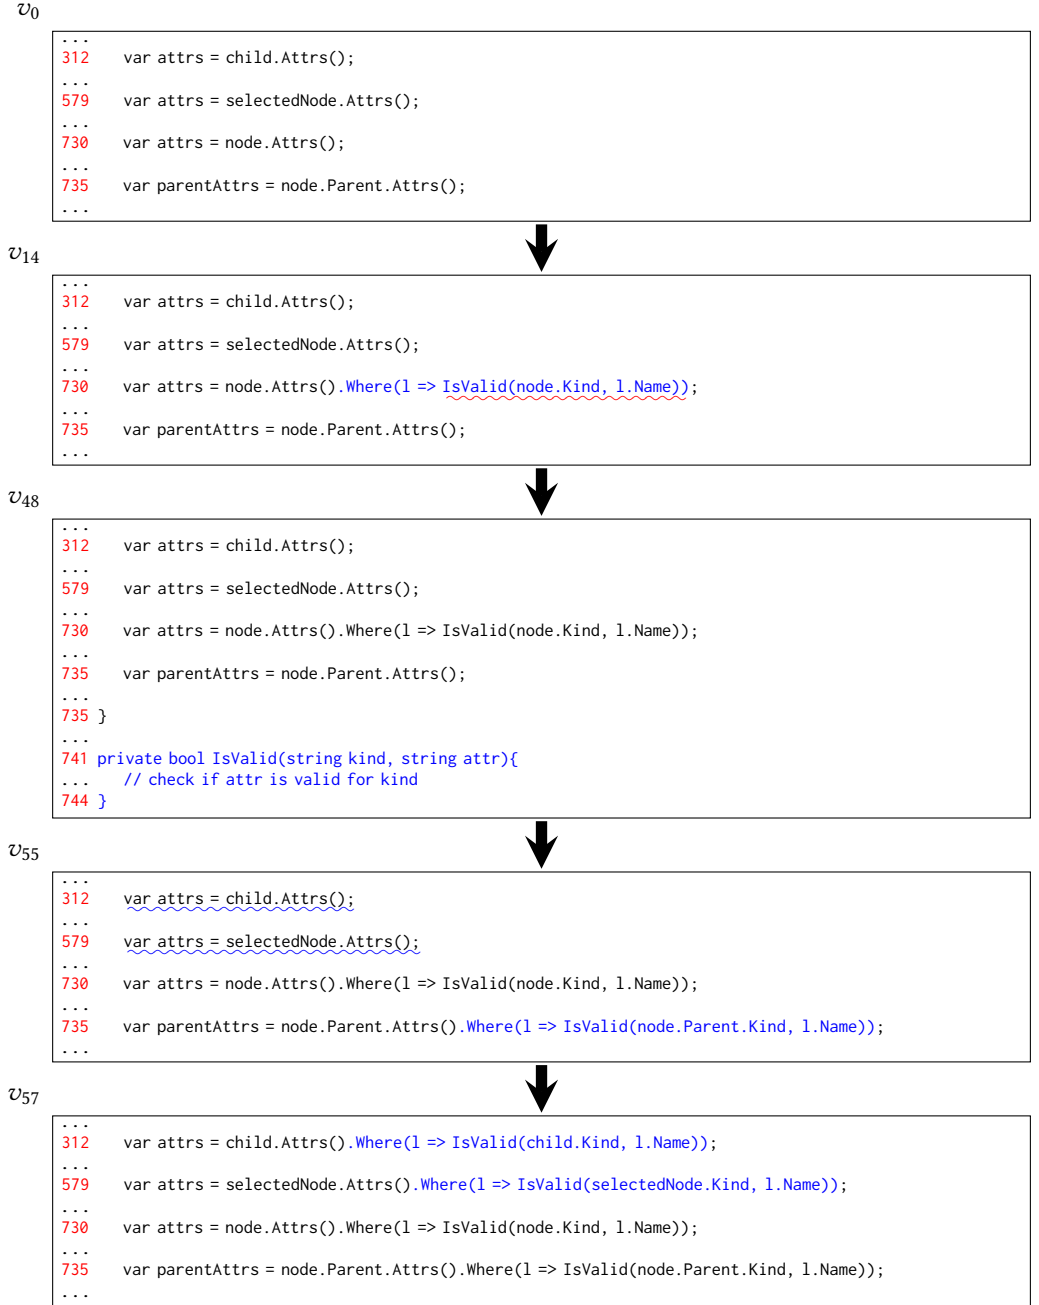 v0
...
312 var attrs = child.Attrs();
...
579 var attrs = selectedNode.Attrs();
...
730 var attrs = node.Attrs();
...
735 var parentAttrs = node.Parent.Attrs();
...
v14
...
312 var attrs = child.Attrs();
...
579 var attrs = selectedNode.Attrs();
...
730 var attrs = node.Attrs().Where(l => IsValid(node.Kind, l.Name));
...
735 var parentAttrs = node.Parent.Attrs();
...
v48
...
312 var attrs = child.Attrs();
...
579 var attrs = selectedNode.Attrs();
...
730 var attrs = node.Attrs().Where(l => IsValid(node.Kind, l.Name));
...
735 var parentAttrs = node.Parent.Attrs();
...
735 }
...
741 private bool IsValid(string kind, string attr){
... // check if attr is valid for kind
744 }
v55
...
312 var attrs = child.Attrs();
...
579 var attrs = selectedNode.Attrs();
...
730 var attrs = node.Attrs().Where(l => IsValid(node.Kind, l.Name));
...
735 var parentAttrs = node.Parent.Attrs().Where(l => IsValid(node.Parent.Kind, l.Name));
...
v57
...
312 var attrs = child.Attrs().Where(l => IsValid(child.Kind, l.Name));
...
579 var attrs = selectedNode.Attrs().Where(l => IsValid(selectedNode.Kind, l.Name));
...
730 var attrs = node.Attrs().Where(l => IsValid(node.Kind, l.Name));
...
735 var parentAttrs = node.Parent.Attrs().Where(l => IsValid(node.Parent.Kind, l.Name));
...